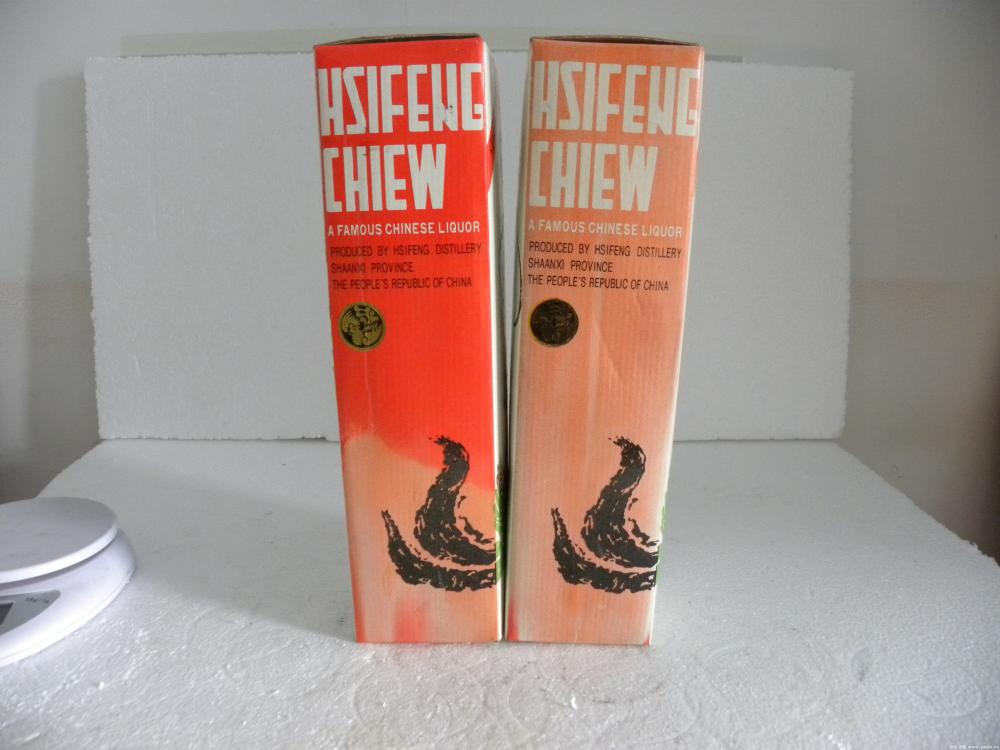 HSIFENG
CHIEW
A FAMOUS CHINESE LIQUOR
PRODUCED BY HSIFENG DISTILLERY
SHAANXI PROVINCE
THE PEOPLE'S REPUBLIC OF CHINA
HSIFENG
CHIEW
A FAMOUS CHINESE LIQUOR
PRODUCED BY HSIFENG DISTILLERY
SHAANXI PROVINCE
THE PEOPLE'S REPUBLIC OF CHINA